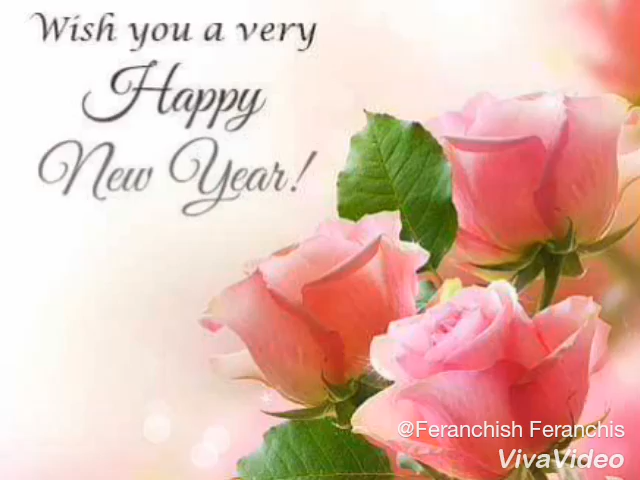 Wish you a very
Happy
New Year!
@Feranchish Feranchis
VivaVideo